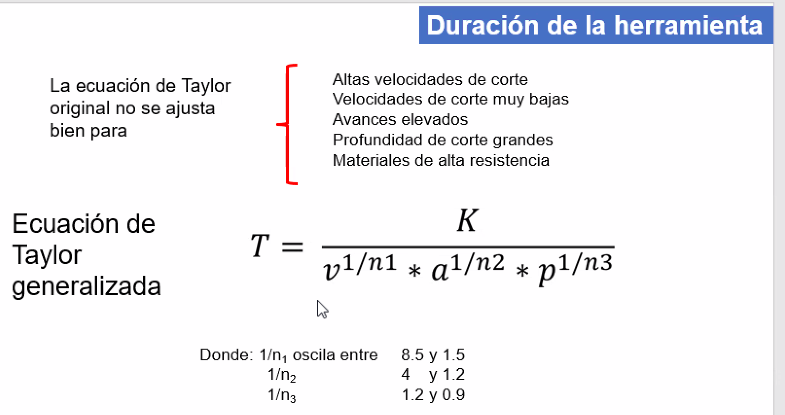 Duración de la herramienta
La ecuación de Taylor
original no se ajusta
bien para
Altas velocidades de corte
Velocidades de corte muy bajas
Avances elevados
Profundidad de corte grandes
Materiales de alta resistencia
Ecuación de
Taylor
generalizada
T = K / (v^{1/n1} * a^{1/n2} * p^{1/n3})
Donde: 1/n₁ oscila entre 8.5 y 1.5
1/n₂ 4 y 1.2
1/n₃ 1.2 y 0.9